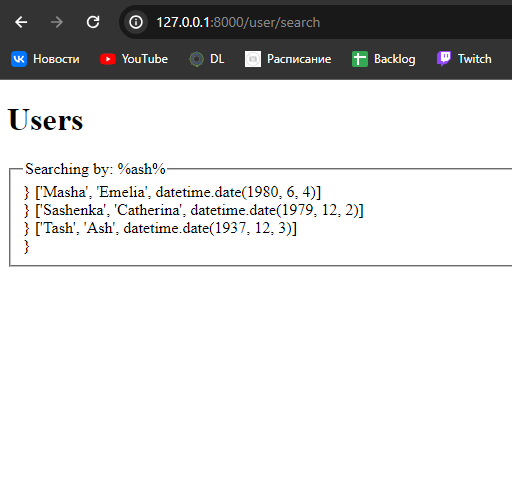 127.0.0.1:8000/user/search
Новости YouTube DL Расписание Backlog Twitch
Users
Searching by: %ash%
} ['Masha', 'Emelia', datetime.date(1980, 6, 4)]
} ['Sashenka', 'Catherina', datetime.date(1979, 12, 2)]
} ['Tash', 'Ash', datetime.date(1937, 12, 3)]
}